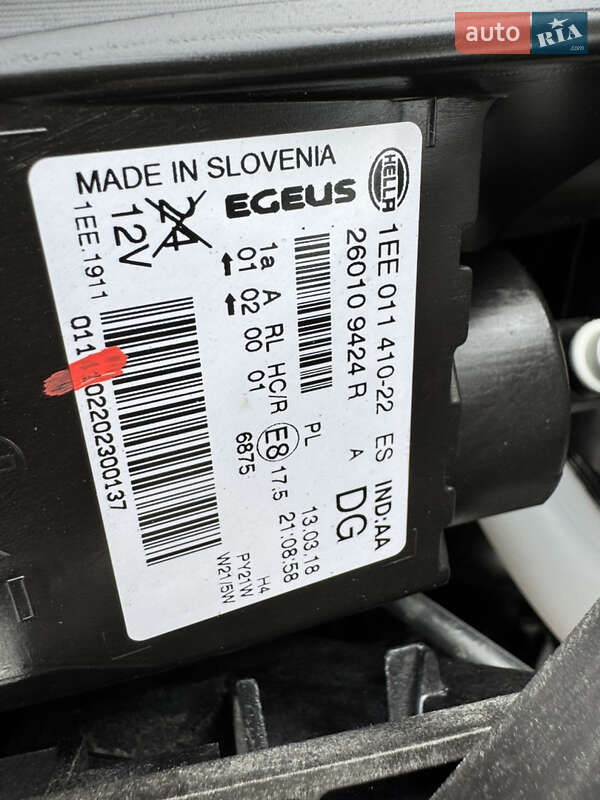 auto RIA .com
MADE IN SLOVENIA
24
12V
EGEUS
HELLA
1EE 011 410-22 ES IND:AA
26010 9424 R A DG
1a A RL HC/R
01 02 00 01
PL 13.03.18
E8 17.5 21:08:58
6875
H4
PY21W
W21/5W
1EE.1911